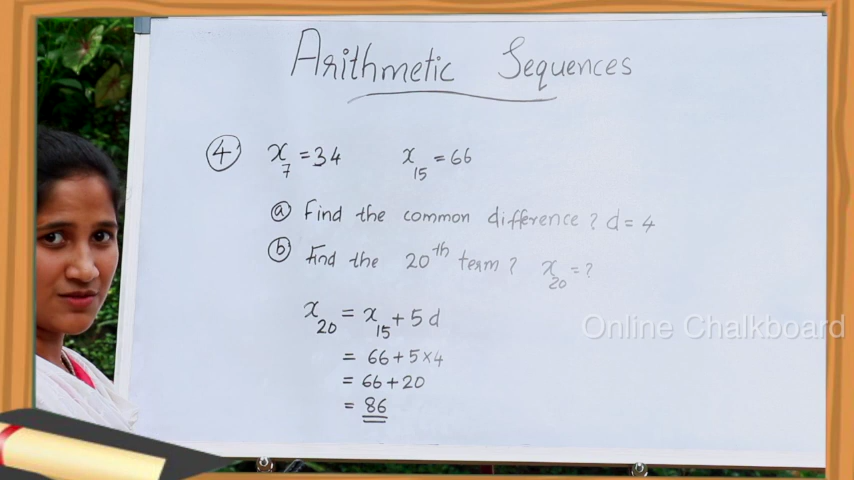 Arithmetic Sequences
④ x₇ = 34 x₁₅ = 66
ⓐ Find the common difference? d = 4
ⓑ Find the 20th term? x₂₀ = ?
x₂₀ = x₁₅ + 5d
= 66 + 5 × 4
= 66 + 20
= 86
Online Chalkboard